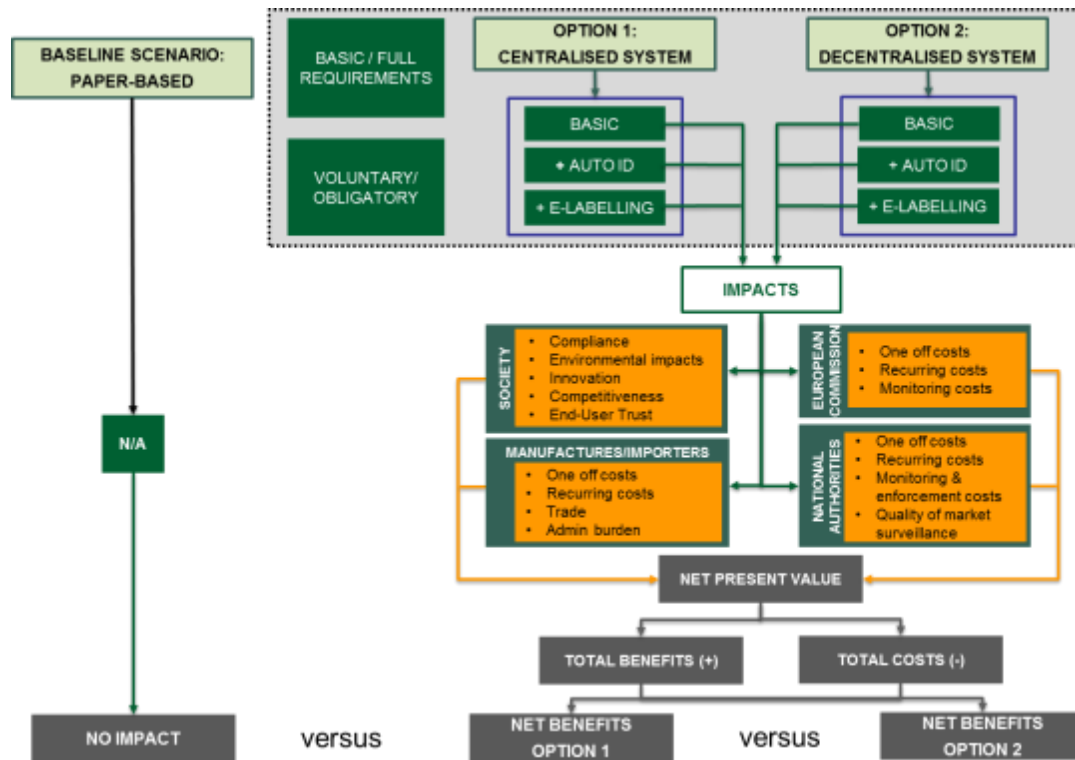 BASELINE SCENARIO:
PAPER-BASED
BASIC / FULL
REQUIREMENTS
VOLUNTARY/
OBLIGATORY
OPTION 1:
CENTRALISED SYSTEM
BASIC
+ AUTO ID
+ E-LABELLING
OPTION 2:
DECENTRALISED SYSTEM
BASIC
+ AUTO ID
+ E-LABELLING
IMPACTS
SOCIETY
• Compliance
• Environmental impacts
• Innovation
• Competitiveness
• End-User Trust
EUROPEAN
COMMISSION
• One off costs
• Recurring costs
• Monitoring costs
MANUFACTURES/IMPORTERS
• One off costs
• Recurring costs
• Trade
• Admin burden
NATIONAL
AUTHORITIES
• One off costs
• Recurring costs
• Monitoring &
enforcement costs
• Quality of market
surveillance
N/A
NET PRESENT VALUE
TOTAL BENEFITS (+)
TOTAL COSTS (-)
NO IMPACT
versus
NET BENEFITS
OPTION 1
versus
NET BENEFITS
OPTION 2